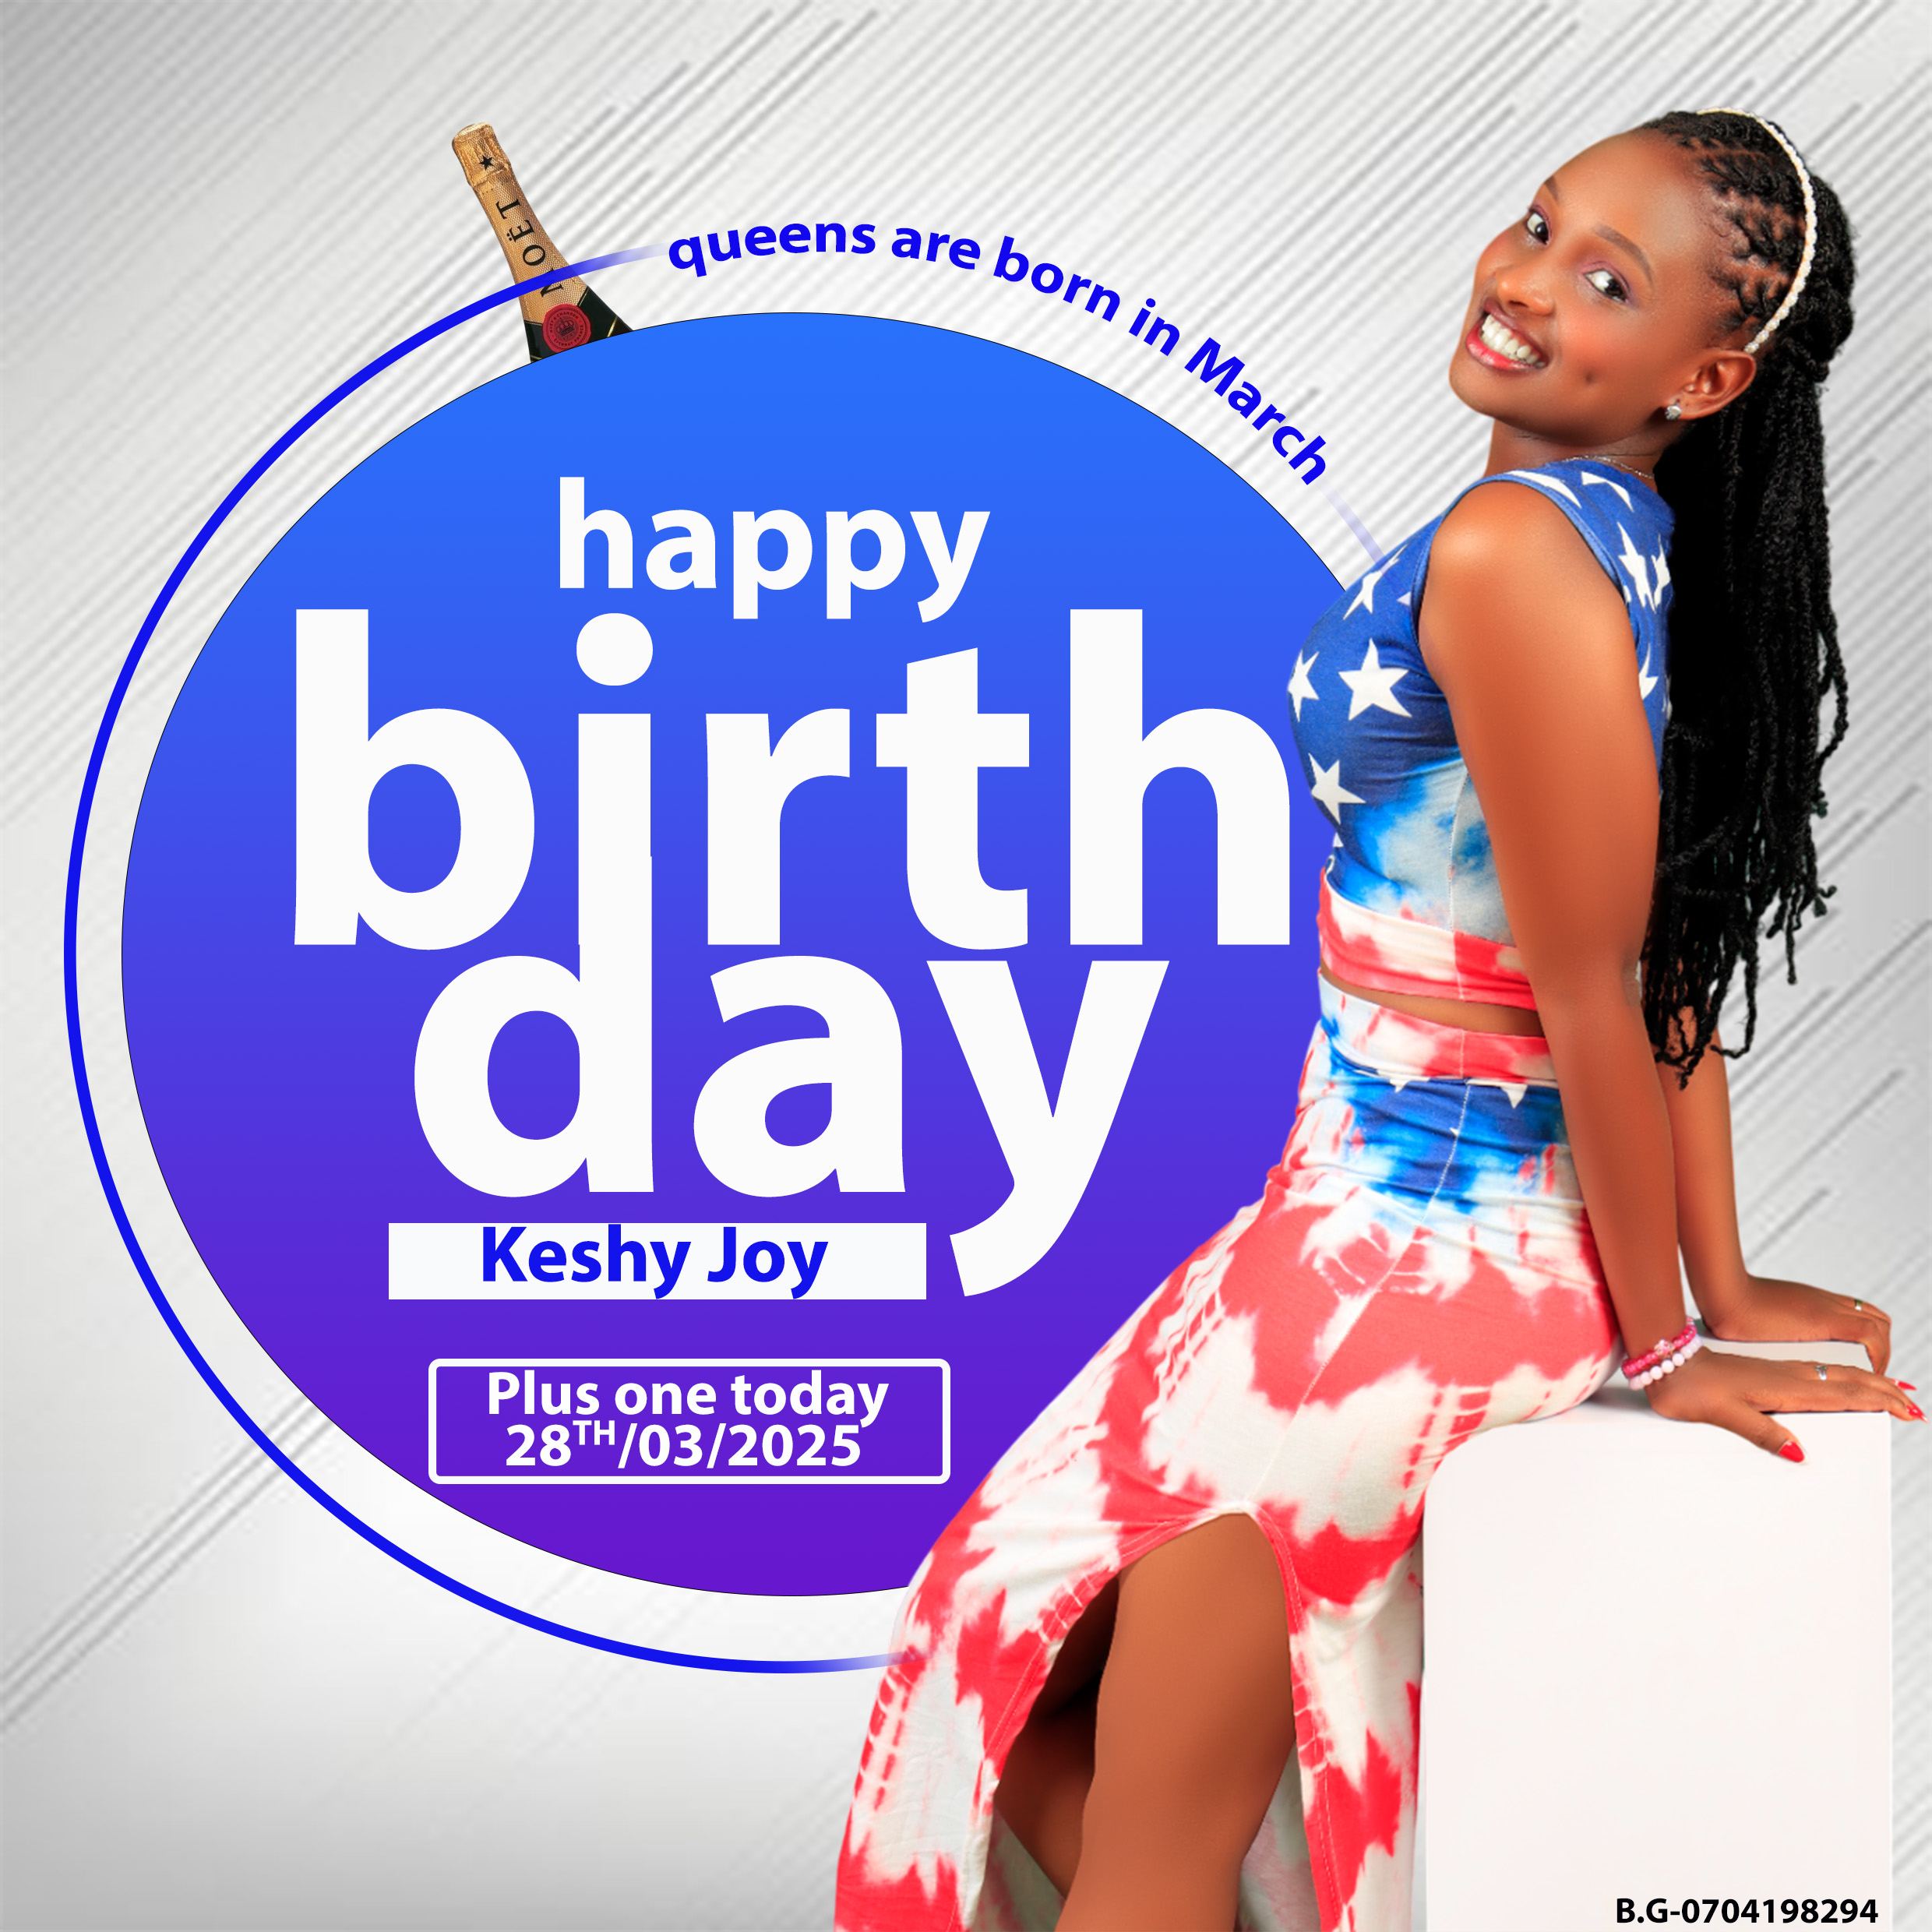 MOËT
queens are born in March
happy
birth
day
Keshy Joy
Plus one today
28TH/03/2025
B.G-0704198294